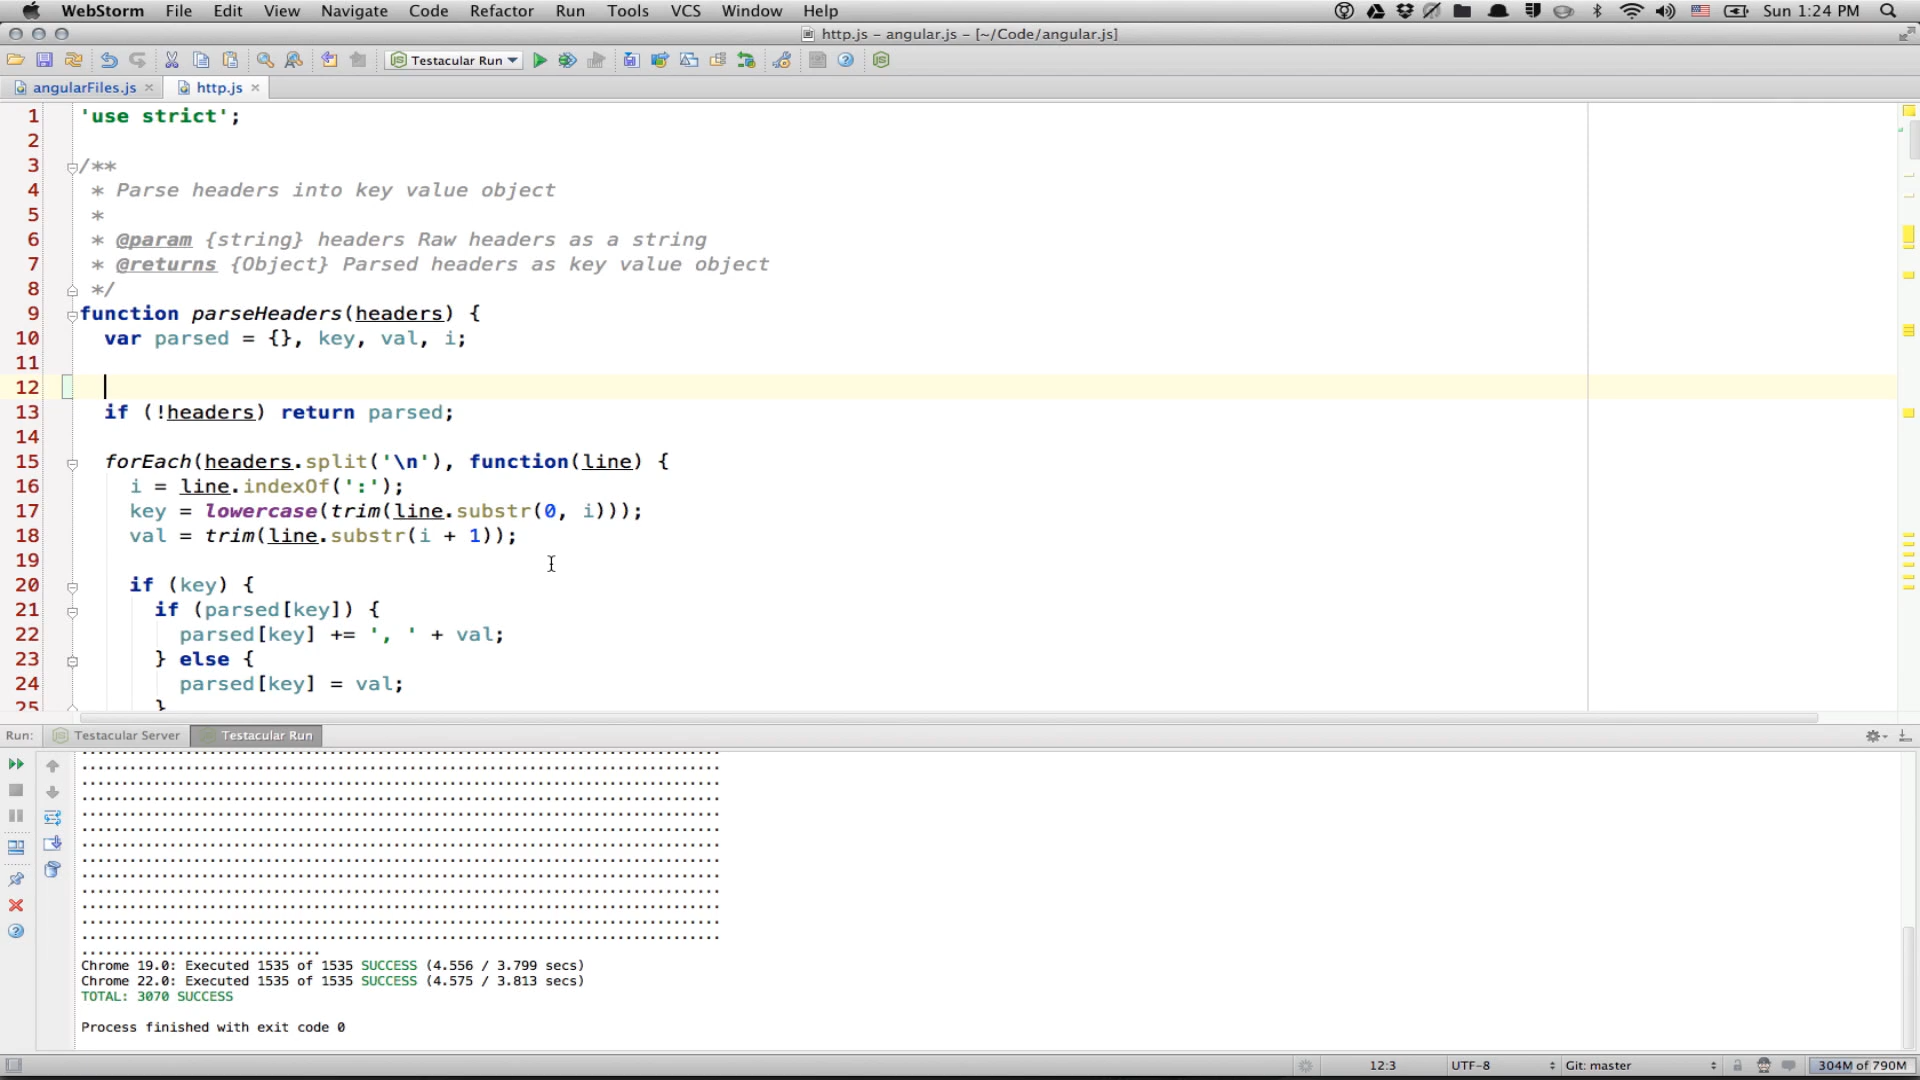 WebStorm File Edit View Navigate Code Refactor Run Tools VCS Window Help Sun 1:24 PM
http.js – angular.js – [~/Code/angular.js]
Testacular Run
angularFiles.js http.js
1 'use strict';
2
3 /**
4 * Parse headers into key value object
5 *
6 * @param {string} headers Raw headers as a string
7 * @returns {Object} Parsed headers as key value object
8 */
9 function parseHeaders(headers) {
10 var parsed = {}, key, val, i;
11
12
13 if (!headers) return parsed;
14
15 forEach(headers.split('\n'), function(line) {
16 i = line.indexOf(':');
17 key = lowercase(trim(line.substr(0, i)));
18 val = trim(line.substr(i + 1));
19
20 if (key) {
21 if (parsed[key]) {
22 parsed[key] += ', ' + val;
23 } else {
24 parsed[key] = val;
25 }
Run: Testacular Server Testacular Run
Chrome 19.0: Executed 1535 of 1535 SUCCESS (4.556 / 3.799 secs)
Chrome 22.0: Executed 1535 of 1535 SUCCESS (4.575 / 3.813 secs)
TOTAL: 3070 SUCCESS
Process finished with exit code 0
12:3 UTF-8 Git: master 304M of 790M